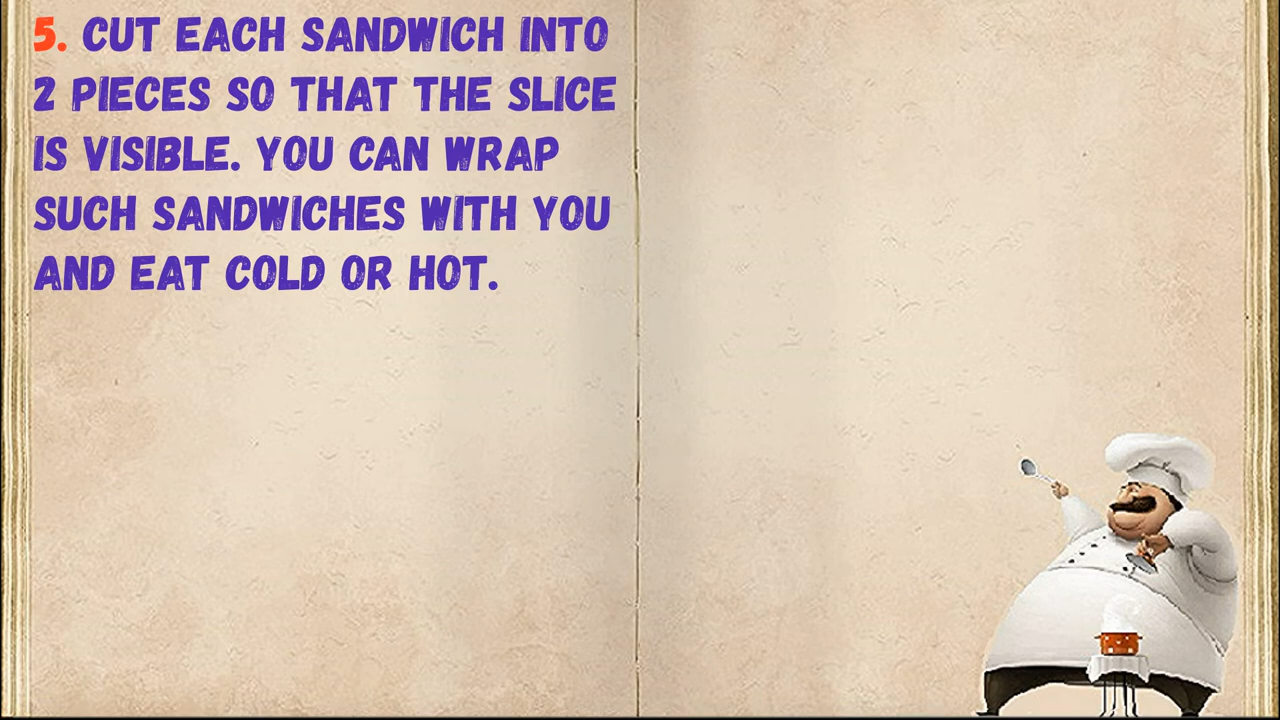 5. CUT EACH SANDWICH INTO
2 PIECES SO THAT THE SLICE
IS VISIBLE. YOU CAN WRAP
SUCH SANDWICHES WITH YOU
AND EAT COLD OR HOT.